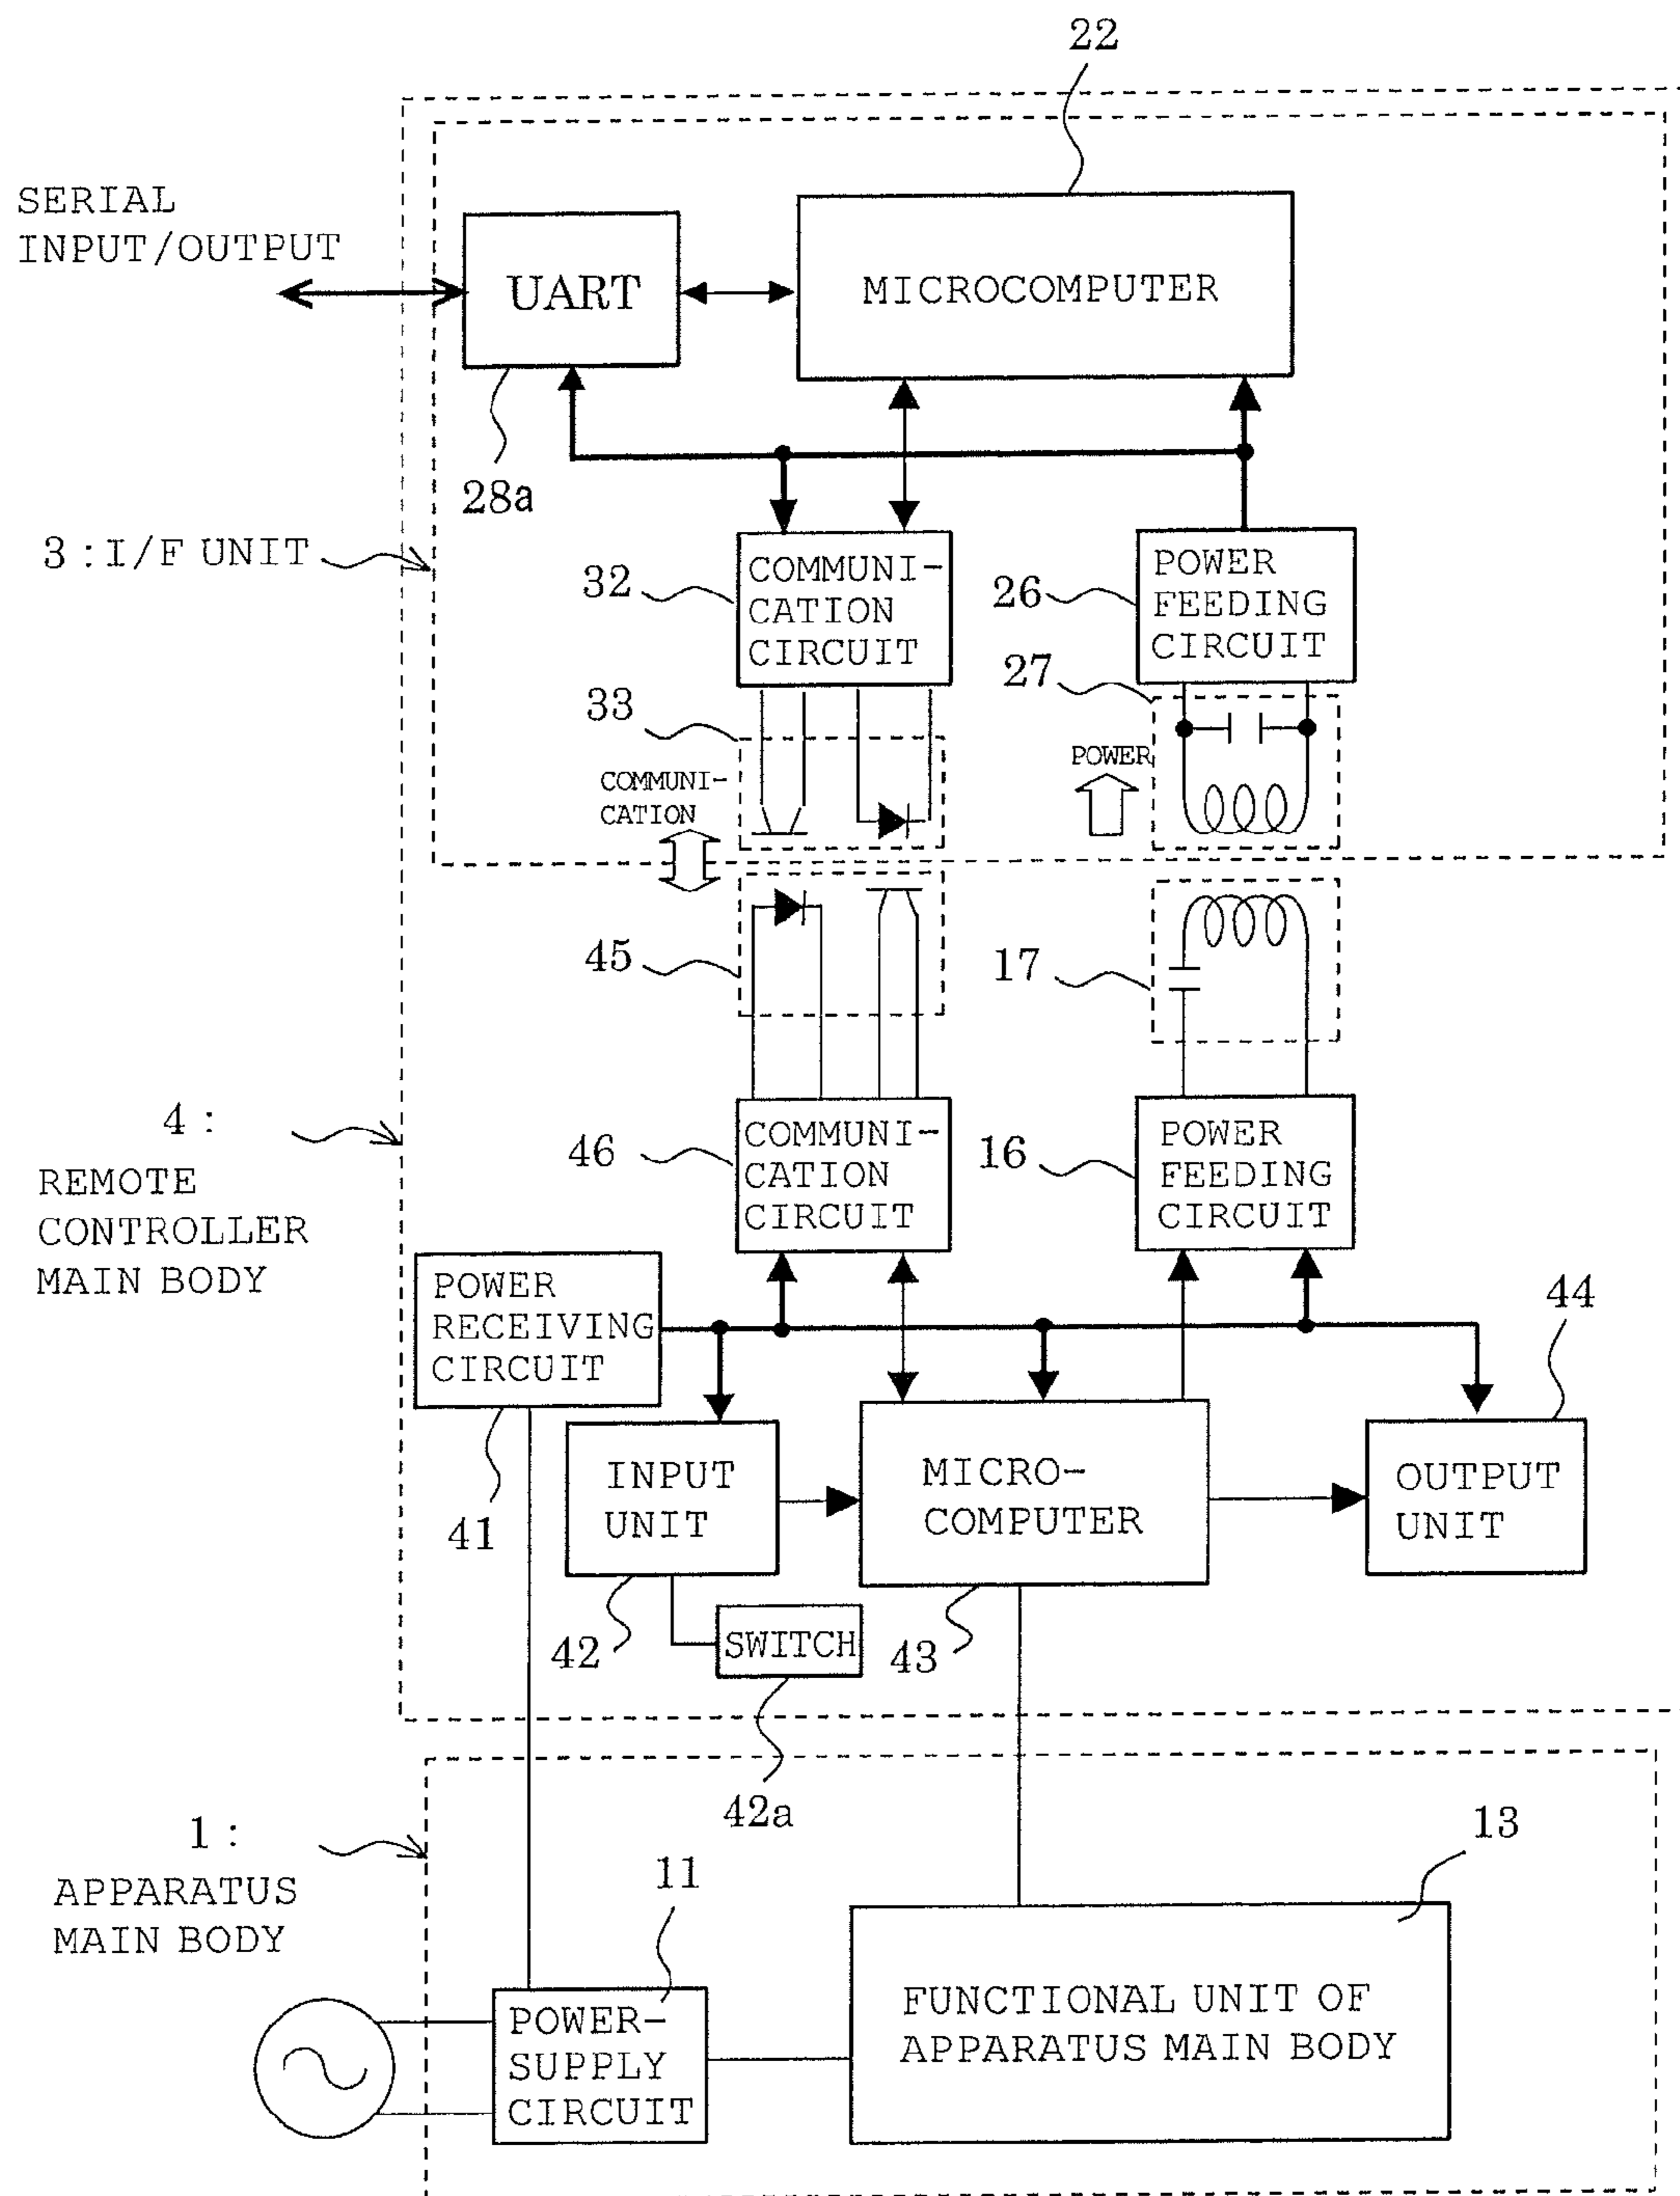 22
SERIAL
INPUT/OUTPUT
UART
MICROCOMPUTER
28a
3 : I/F UNIT
32
COMMUNI-
CATION
CIRCUIT
26
POWER
FEEDING
CIRCUIT
33
27
COMMUNI-
CATION
POWER
45
17
4 :
REMOTE
CONTROLLER
MAIN BODY
46
COMMUNI-
CATION
CIRCUIT
16
POWER
FEEDING
CIRCUIT
POWER
RECEIVING
CIRCUIT
44
41
INPUT
UNIT
MICRO-
COMPUTER
OUTPUT
UNIT
42
SWITCH
43
42a
1 :
APPARATUS
MAIN BODY
11
13
POWER-
SUPPLY
CIRCUIT
FUNCTIONAL UNIT OF
APPARATUS MAIN BODY